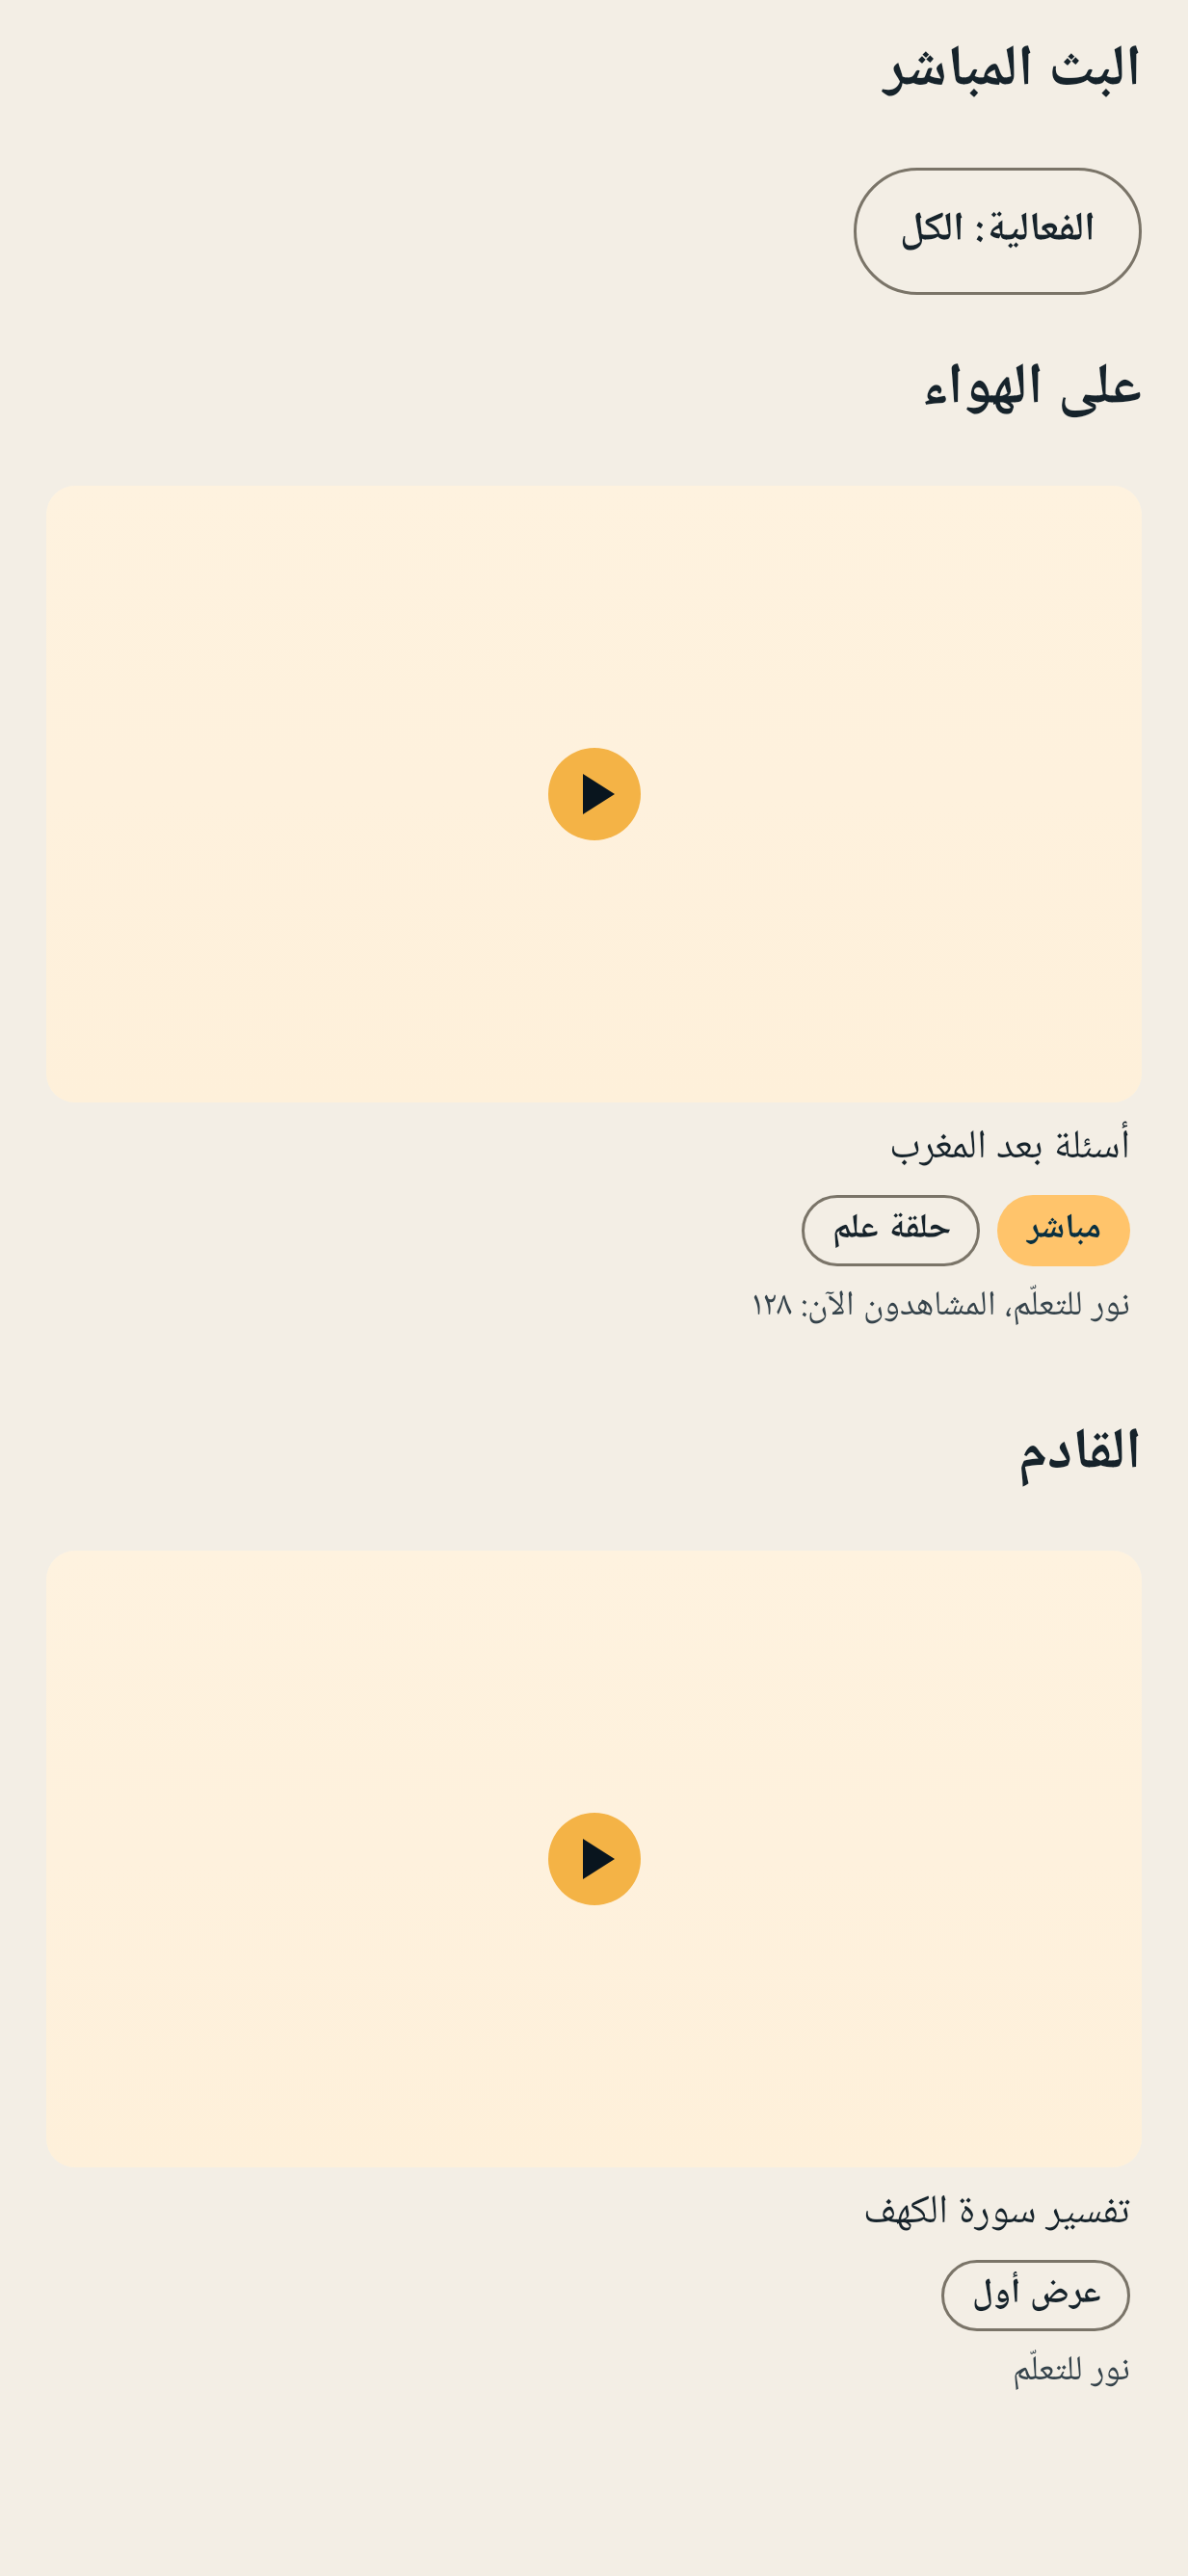 البث المباشر
الفعالية: الكل
على الهواء
أسئلة بعد المغرب
مباشر
حلقة علم
نور للتعلّم، المشاهدون الآن: ١٢٨
القادم
تفسير سورة الكهف
عرض أول
نور للتعلّم